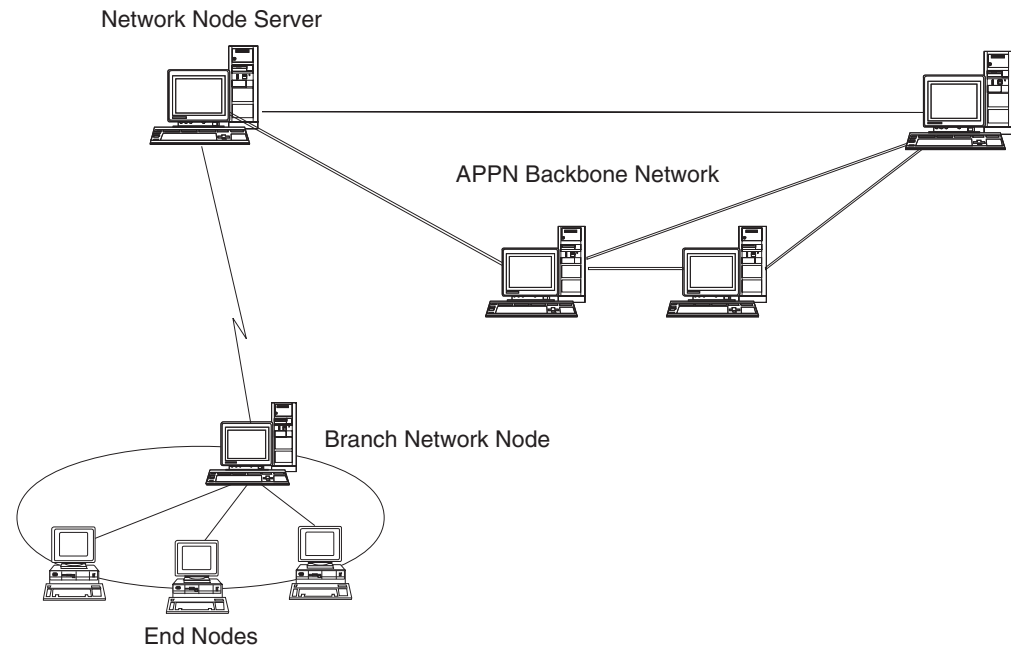 Network Node Server
APPN Backbone Network
Branch Network Node
End Nodes